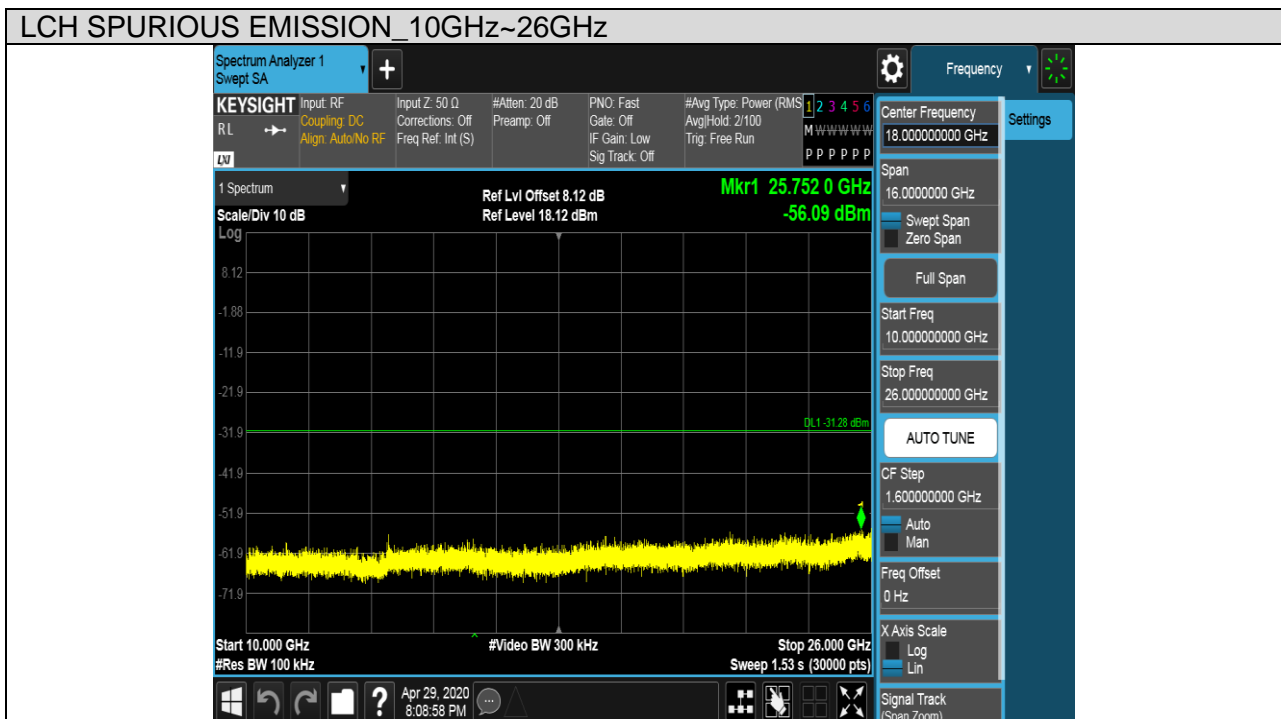 LCH SPURIOUS EMISSION_10GHz~26GHz
Spectrum Analyzer 1
Swept SA
Frequency
KEYSIGHT
RL
LXI
Input: RF
Coupling: DC
Align: Auto/No RF
Input Z: 50 Ω
Corrections: Off
Freq Ref: Int (S)
#Atten: 20 dB
Preamp: Off
PNO: Fast
Gate: Off
IF Gain: Low
Sig Track: Off
#Avg Type: Power (RMS
Avg|Hold: 2/100
Trig: Free Run
1 2 3 4 5 6
M W W W W W
P P P P P P
Center Frequency
18.000000000 GHz
Settings
Span
16.0000000 GHz
Swept Span
Zero Span
Full Span
Start Freq
10.000000000 GHz
Stop Freq
26.000000000 GHz
AUTO TUNE
CF Step
1.600000000 GHz
Auto
Man
Freq Offset
0 Hz
X Axis Scale
Log
Lin
Signal Track
(Span Zoom)
1 Spectrum
Scale/Div 10 dB
Log
Ref Lvl Offset 8.12 dB
Ref Level 18.12 dBm
Mkr1 25.752 0 GHz
-56.09 dBm
8.12
-1.88
-11.9
-21.9
-31.9
DL1 -31.28 dBm
-41.9
-51.9
1
-61.9
-71.9
Start 10.000 GHz
#Video BW 300 kHz
Stop 26.000 GHz
#Res BW 100 kHz
Sweep 1.53 s (30000 pts)
?
Apr 29, 2020
8:08:58 PM